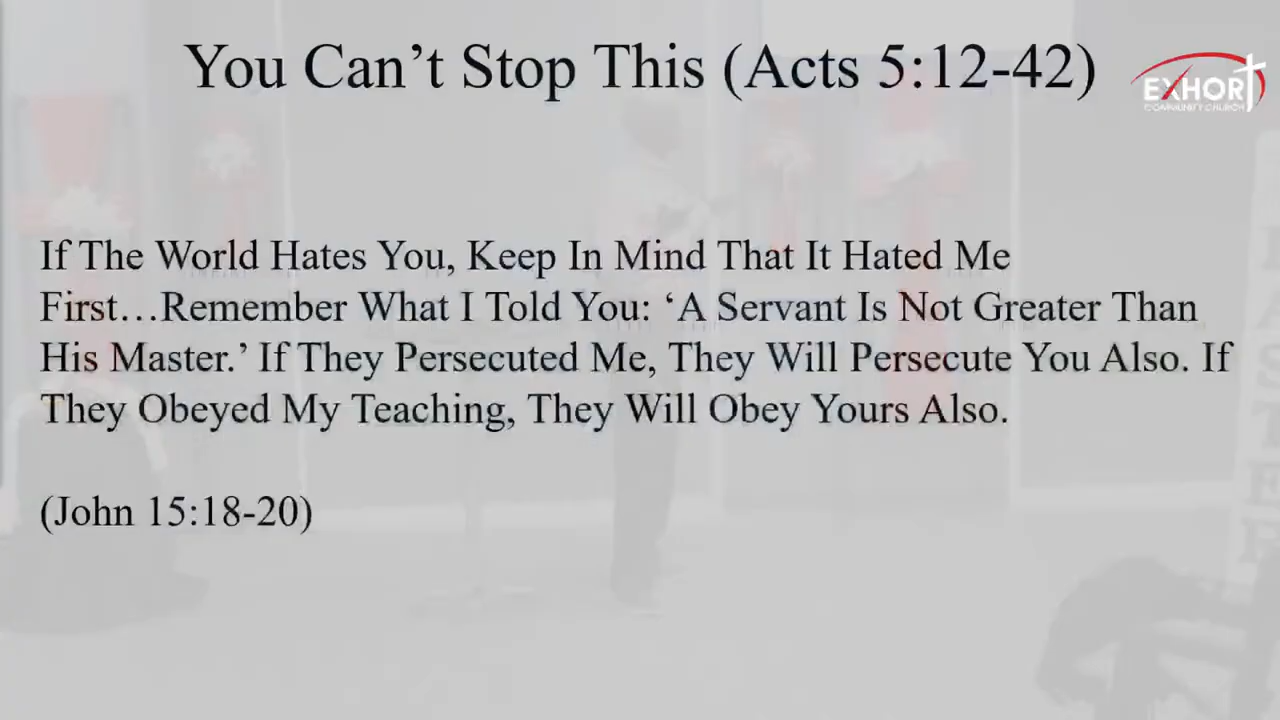 You Can’t Stop This (Acts 5:12-42)
EXHORT
COMMUNITY CHURCH
If The World Hates You, Keep In Mind That It Hated Me
First…Remember What I Told You: ‘A Servant Is Not Greater Than
His Master.’ If They Persecuted Me, They Will Persecute You Also. If
They Obeyed My Teaching, They Will Obey Yours Also.
(John 15:18-20)